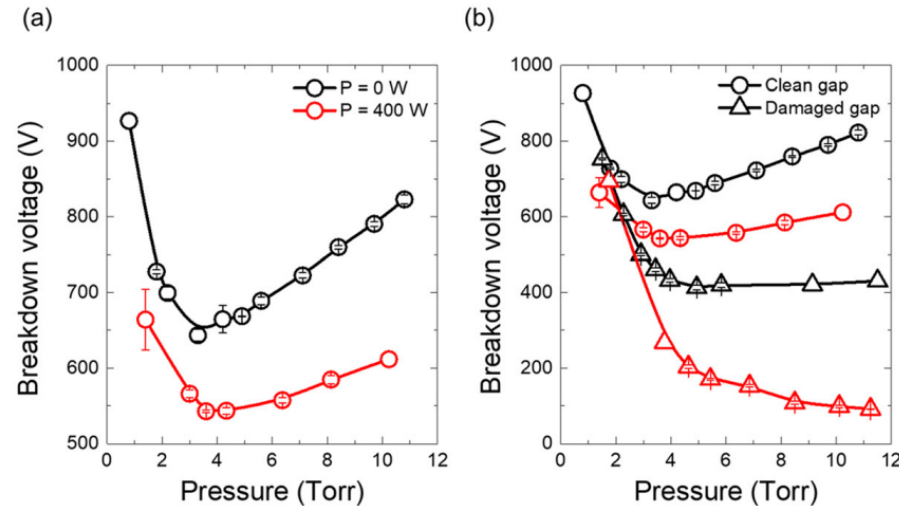 (a)
1000
900
800
700
600
500
0
2
4
6
8
10
12
Breakdown voltage (V)
Pressure (Torr)
P = 0 W
P = 400 W
(b)
1000
800
600
400
200
0
0
2
4
6
8
10
12
Breakdown voltage (V)
Pressure (Torr)
Clean gap
Damaged gap